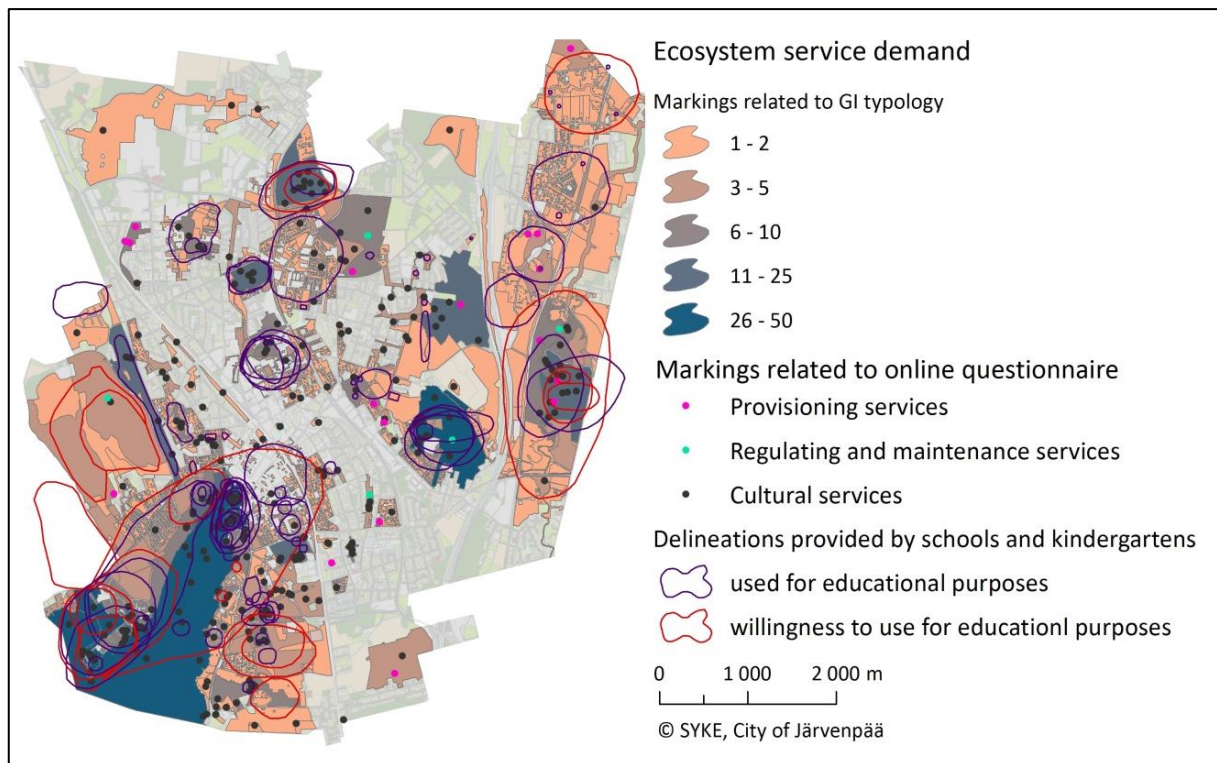 Ecosystem service demand
Markings related to GI typology
1 - 2
3 - 5
6 - 10
11 - 25
26 - 50
Markings related to online questionnaire
Provisioning services
Regulating and maintenance services
Cultural services
Delineations provided by schools and kindergartens
used for educational purposes
willingness to use for educationl purposes
0 1 000 2 000 m
© SYKE, City of Järvenpää